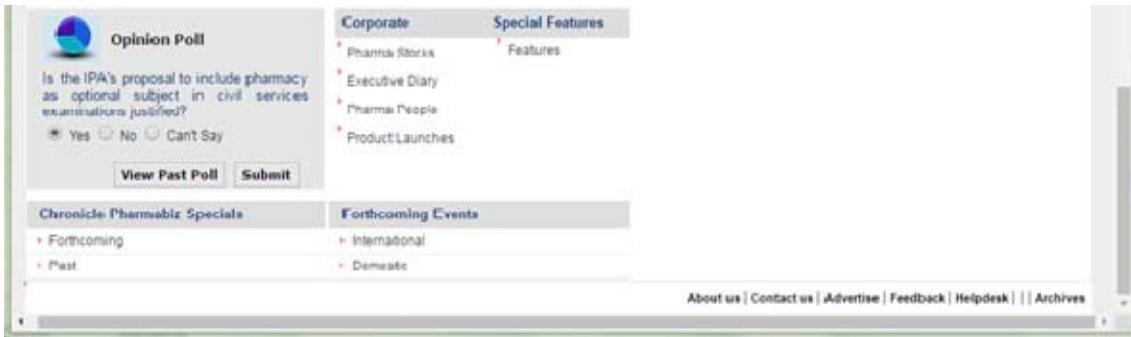 Opinion Poll
Is the IPA's proposal to include pharmacy
as optional subject in civil services
examinations justified?
Yes No Can't Say
View Past Poll Submit
Corporate
Pharma Stocks
Executive Diary
Pharma People
Product Launches
Special Features
Features
Chronicle Pharmabiz Specials
Forthcoming
Past
Forthcoming Events
International
Domestic
About us | Contact us | Advertise | Feedback | Helpdesk | | | Archives